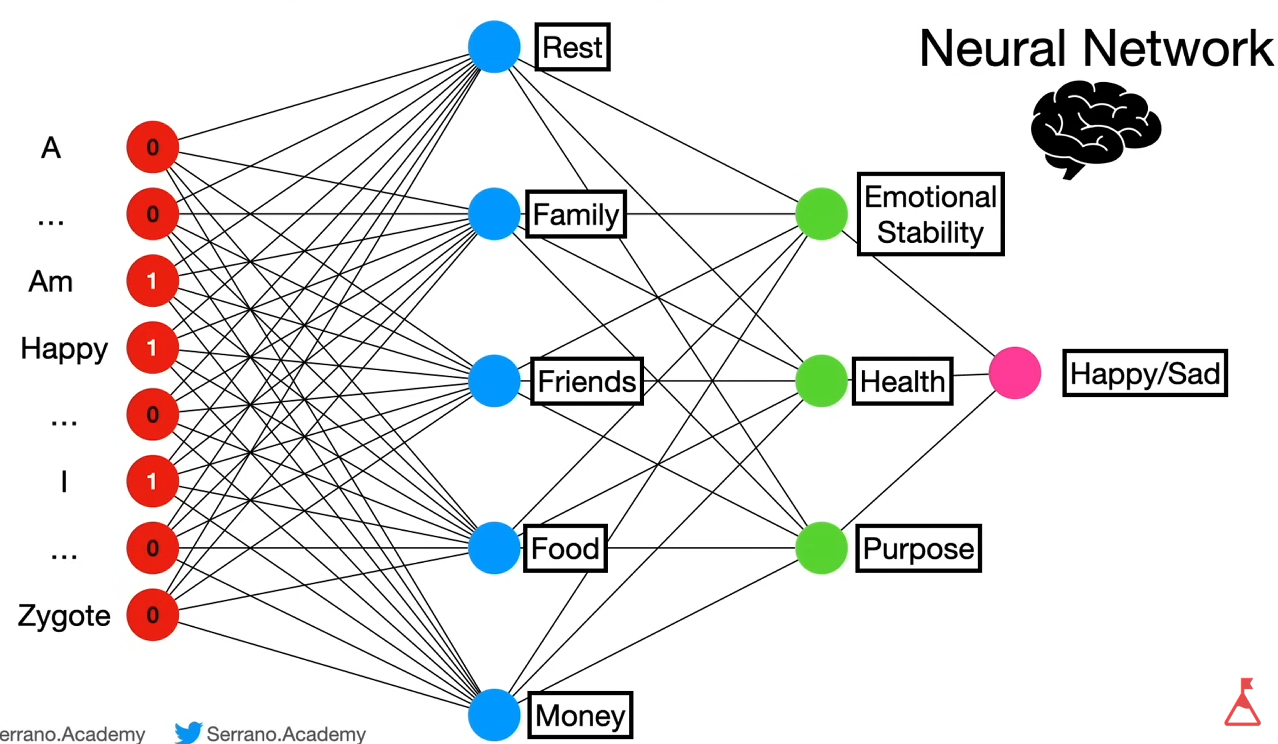 Neural Network
Rest
A
0
...
0
Family
Emotional
Stability
Am
1
Happy
1
Friends
Health
Happy/Sad
...
0
I
1
...
0
Food
Purpose
Zygote
0
Money
errano.Academy
Serrano.Academy